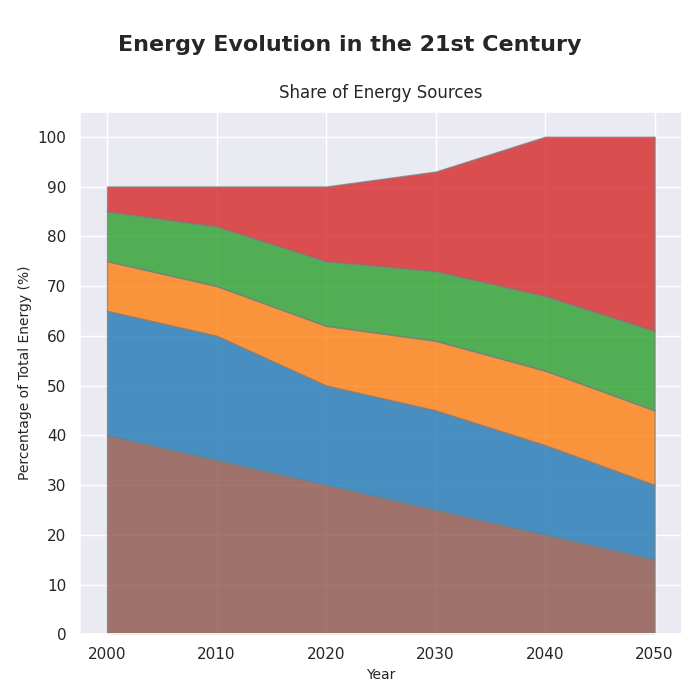 Energy Evolution in the 21st Century
Share of Energy Sources
100
90
80
70
60
50
40
30
20
10
0
Percentage of Total Energy (%)
2000 2010 2020 2030 2040 2050
Year